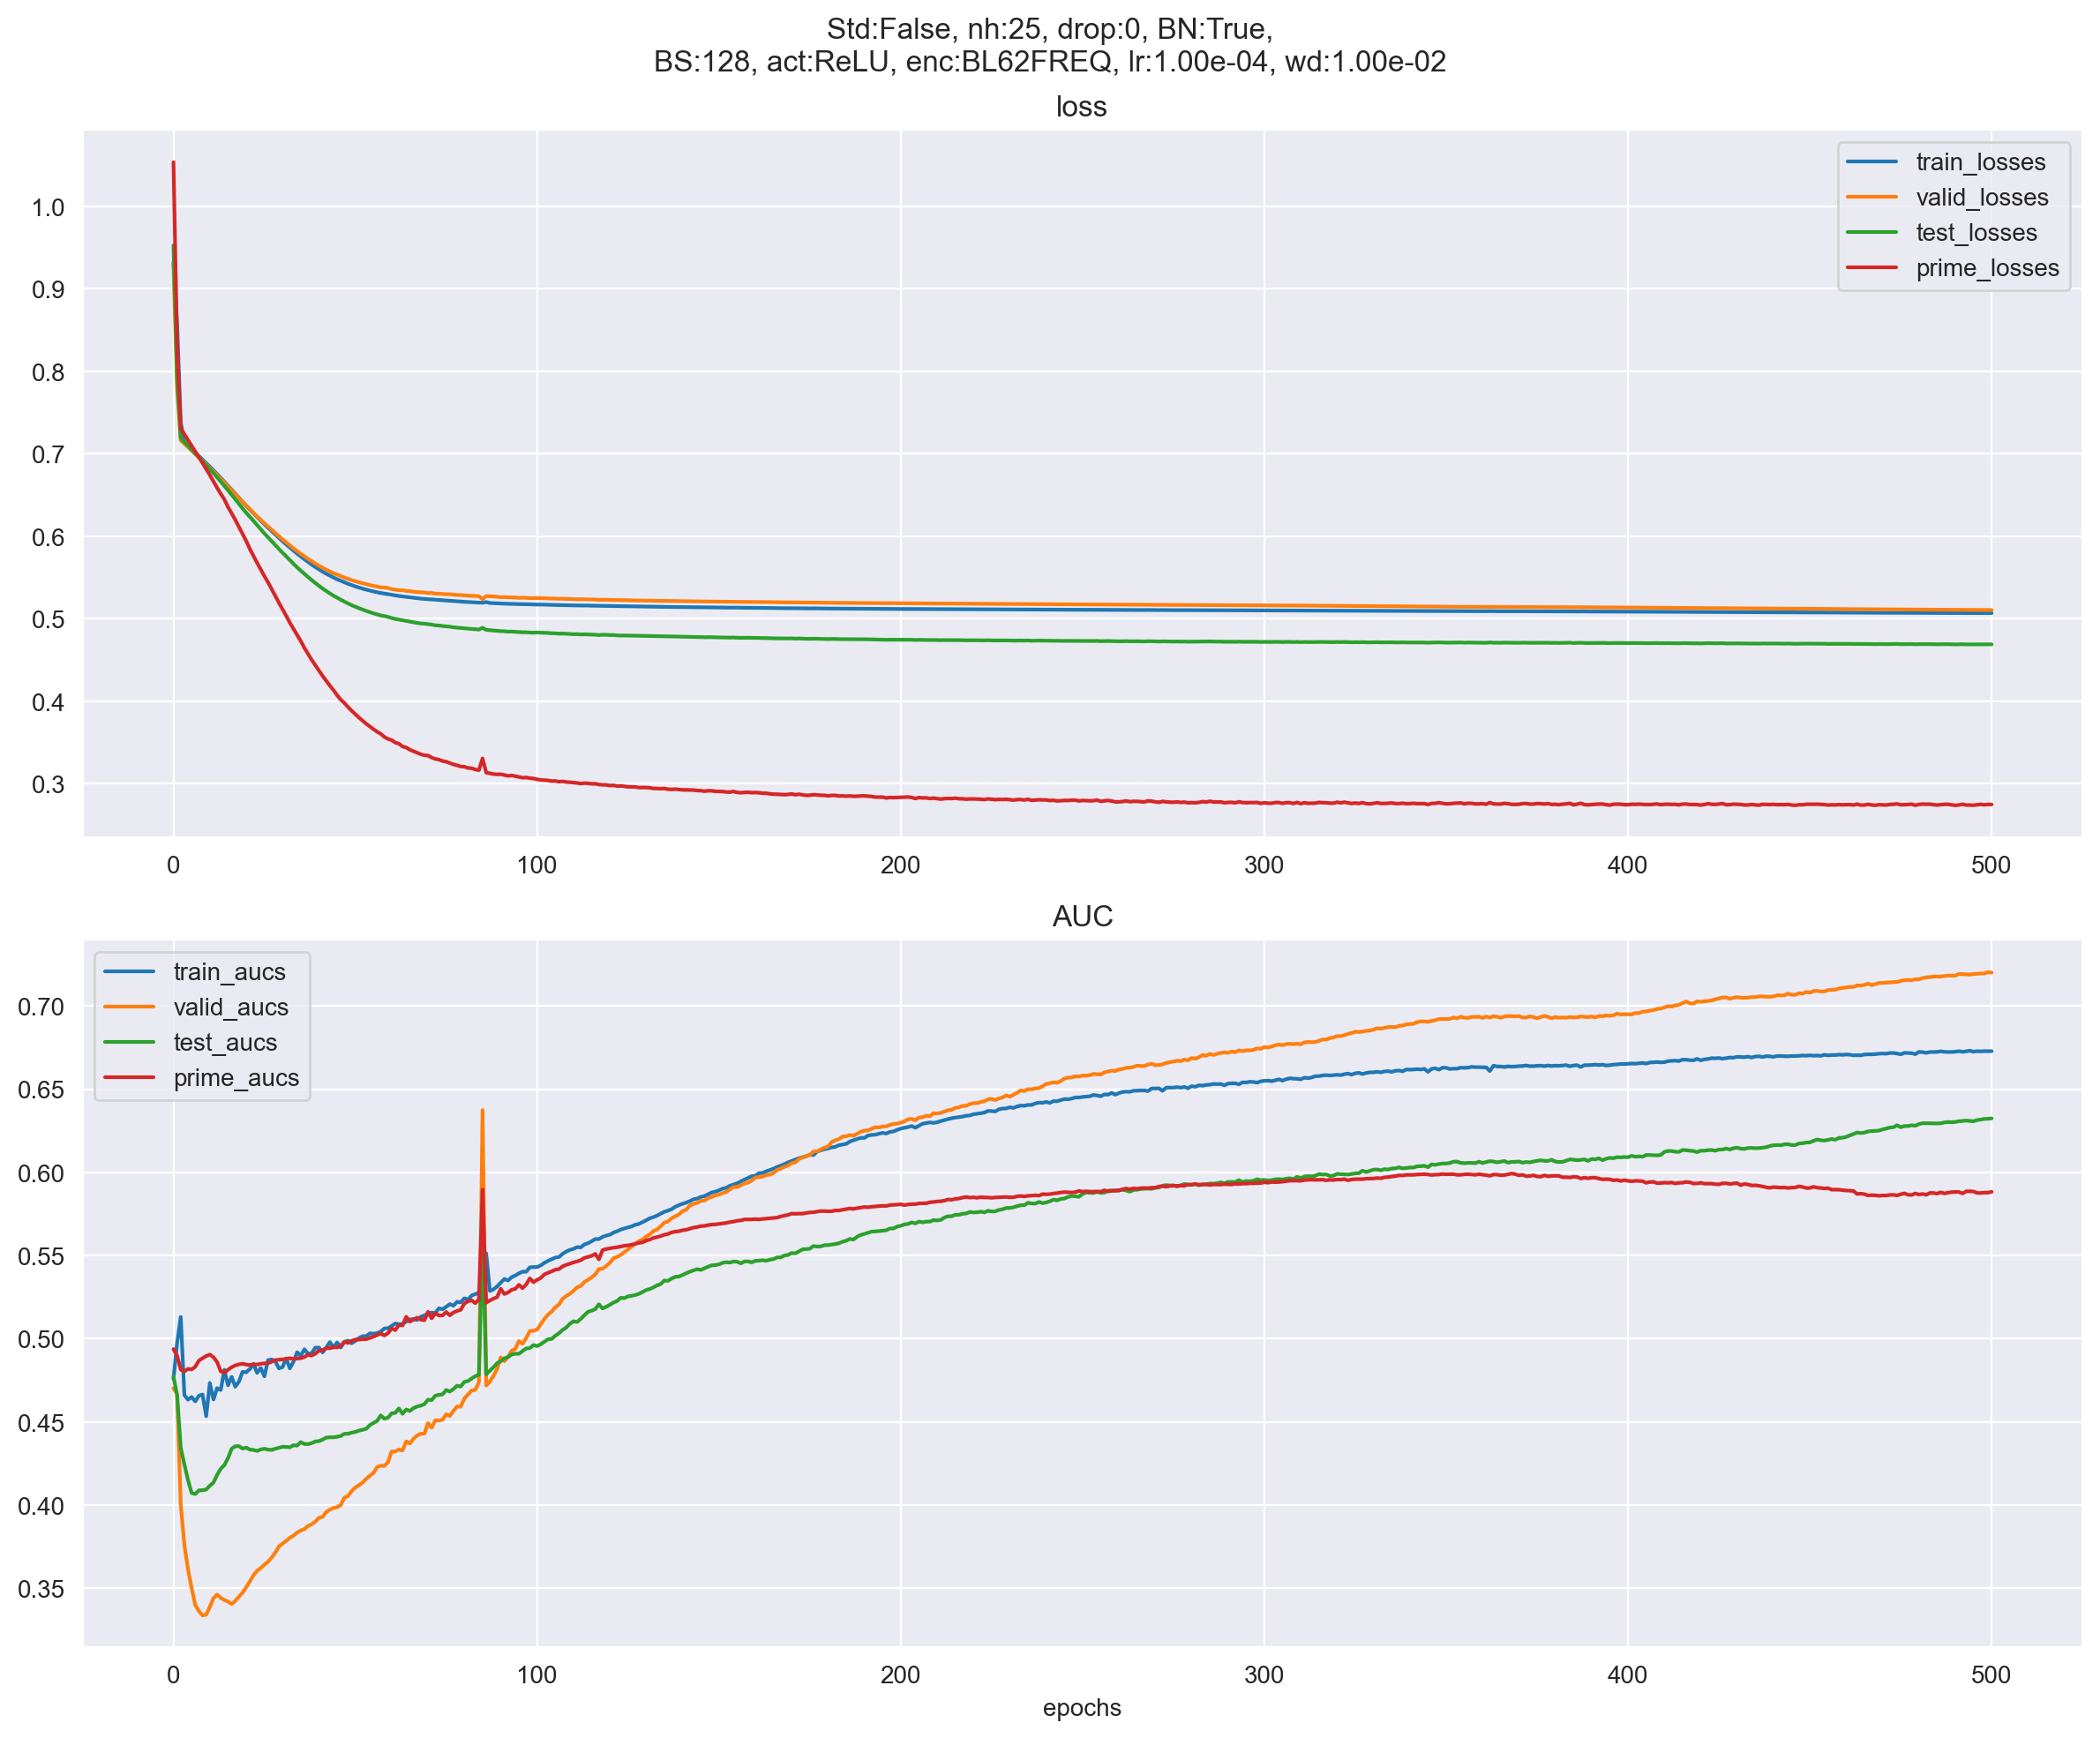 Std:False, nh:25, drop:0, BN:True,
BS:128, act:ReLU, enc:BL62FREQ, lr:1.00e-04, wd:1.00e-02
loss
1.0
0.9
0.8
0.7
0.6
0.5
0.4
0.3
train_losses
valid_losses
test_losses
prime_losses
0 100 200 300 400 500
AUC
train_aucs
valid_aucs
test_aucs
prime_aucs
0.70
0.65
0.60
0.55
0.50
0.45
0.40
0.35
0 100 200 300 400 500
epochs